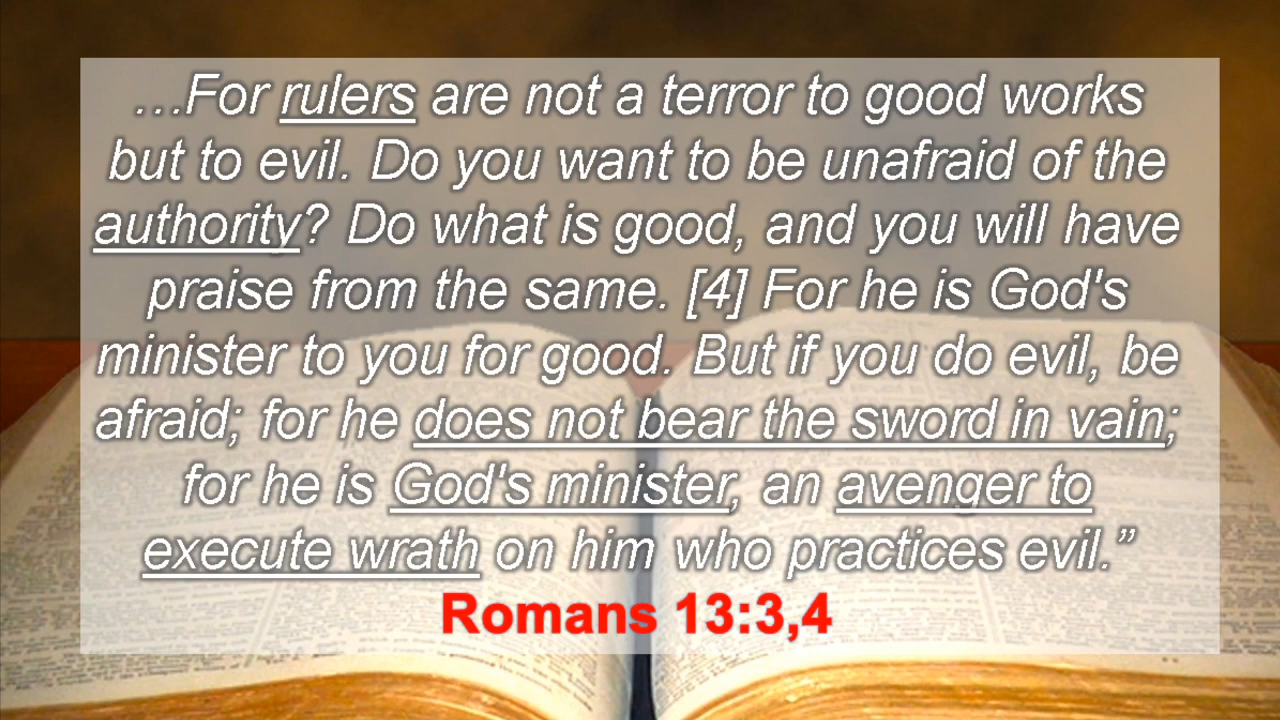 …For rulers are not a terror to good works
but to evil. Do you want to be unafraid of the
authority? Do what is good, and you will have
praise from the same. [4] For he is God's
minister to you for good. But if you do evil, be
afraid; for he does not bear the sword in vain;
for he is God's minister, an avenger to
execute wrath on him who practices evil.”
Romans 13:3,4